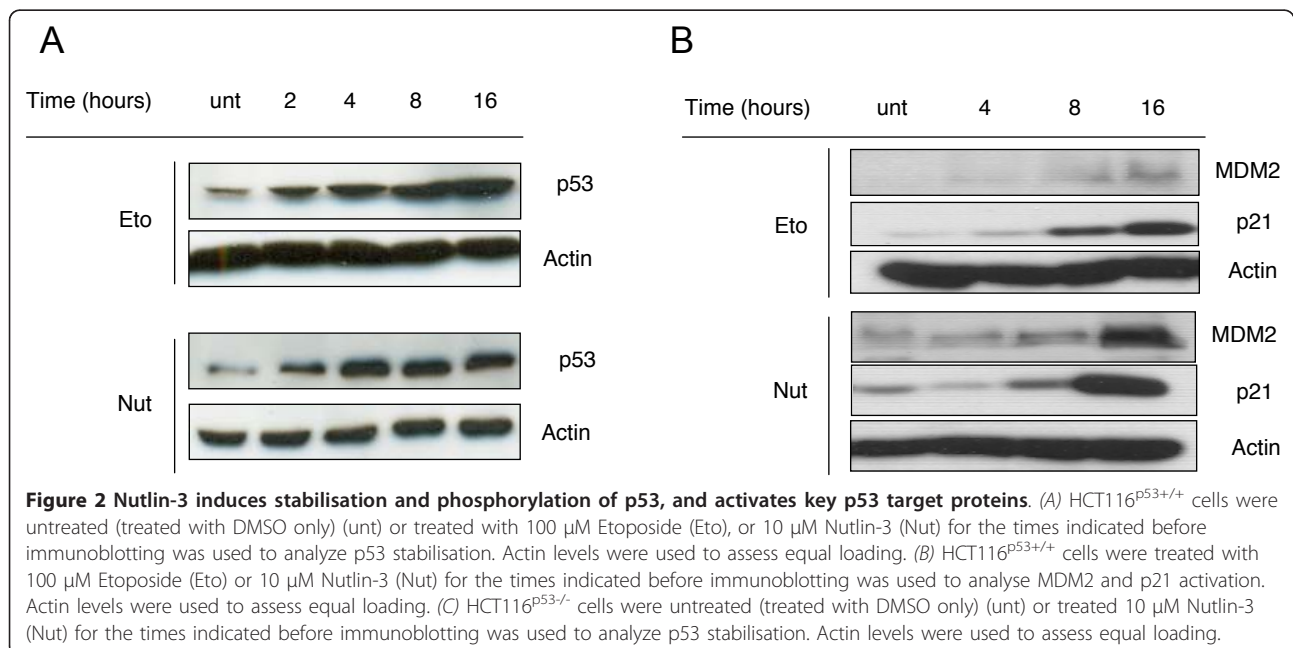 A
B
Time (hours) unt 2 4 8 16
Time (hours) unt 4 8 16
p53
Eto
Actin
p53
Nut
Actin
MDM2
Eto
p21
Actin
MDM2
Nut
p21
Actin
Figure 2 Nutlin-3 induces stabilisation and phosphorylation of p53, and activates key p53 target proteins. (A) HCT116p53+/+ cells were
untreated (treated with DMSO only) (unt) or treated with 100 μM Etoposide (Eto), or 10 μM Nutlin-3 (Nut) for the times indicated before
immunoblotting was used to analyze p53 stabilisation. Actin levels were used to assess equal loading. (B) HCT116p53+/+ cells were treated with
100 μM Etoposide (Eto) or 10 μM Nutlin-3 (Nut) for the times indicated before immunoblotting was used to analyse MDM2 and p21 activation.
Actin levels were used to assess equal loading. (C) HCT116p53-/- cells were untreated (treated with DMSO only) (unt) or treated 10 μM Nutlin-3
(Nut) for the times indicated before immunoblotting was used to analyze p53 stabilisation. Actin levels were used to assess equal loading.